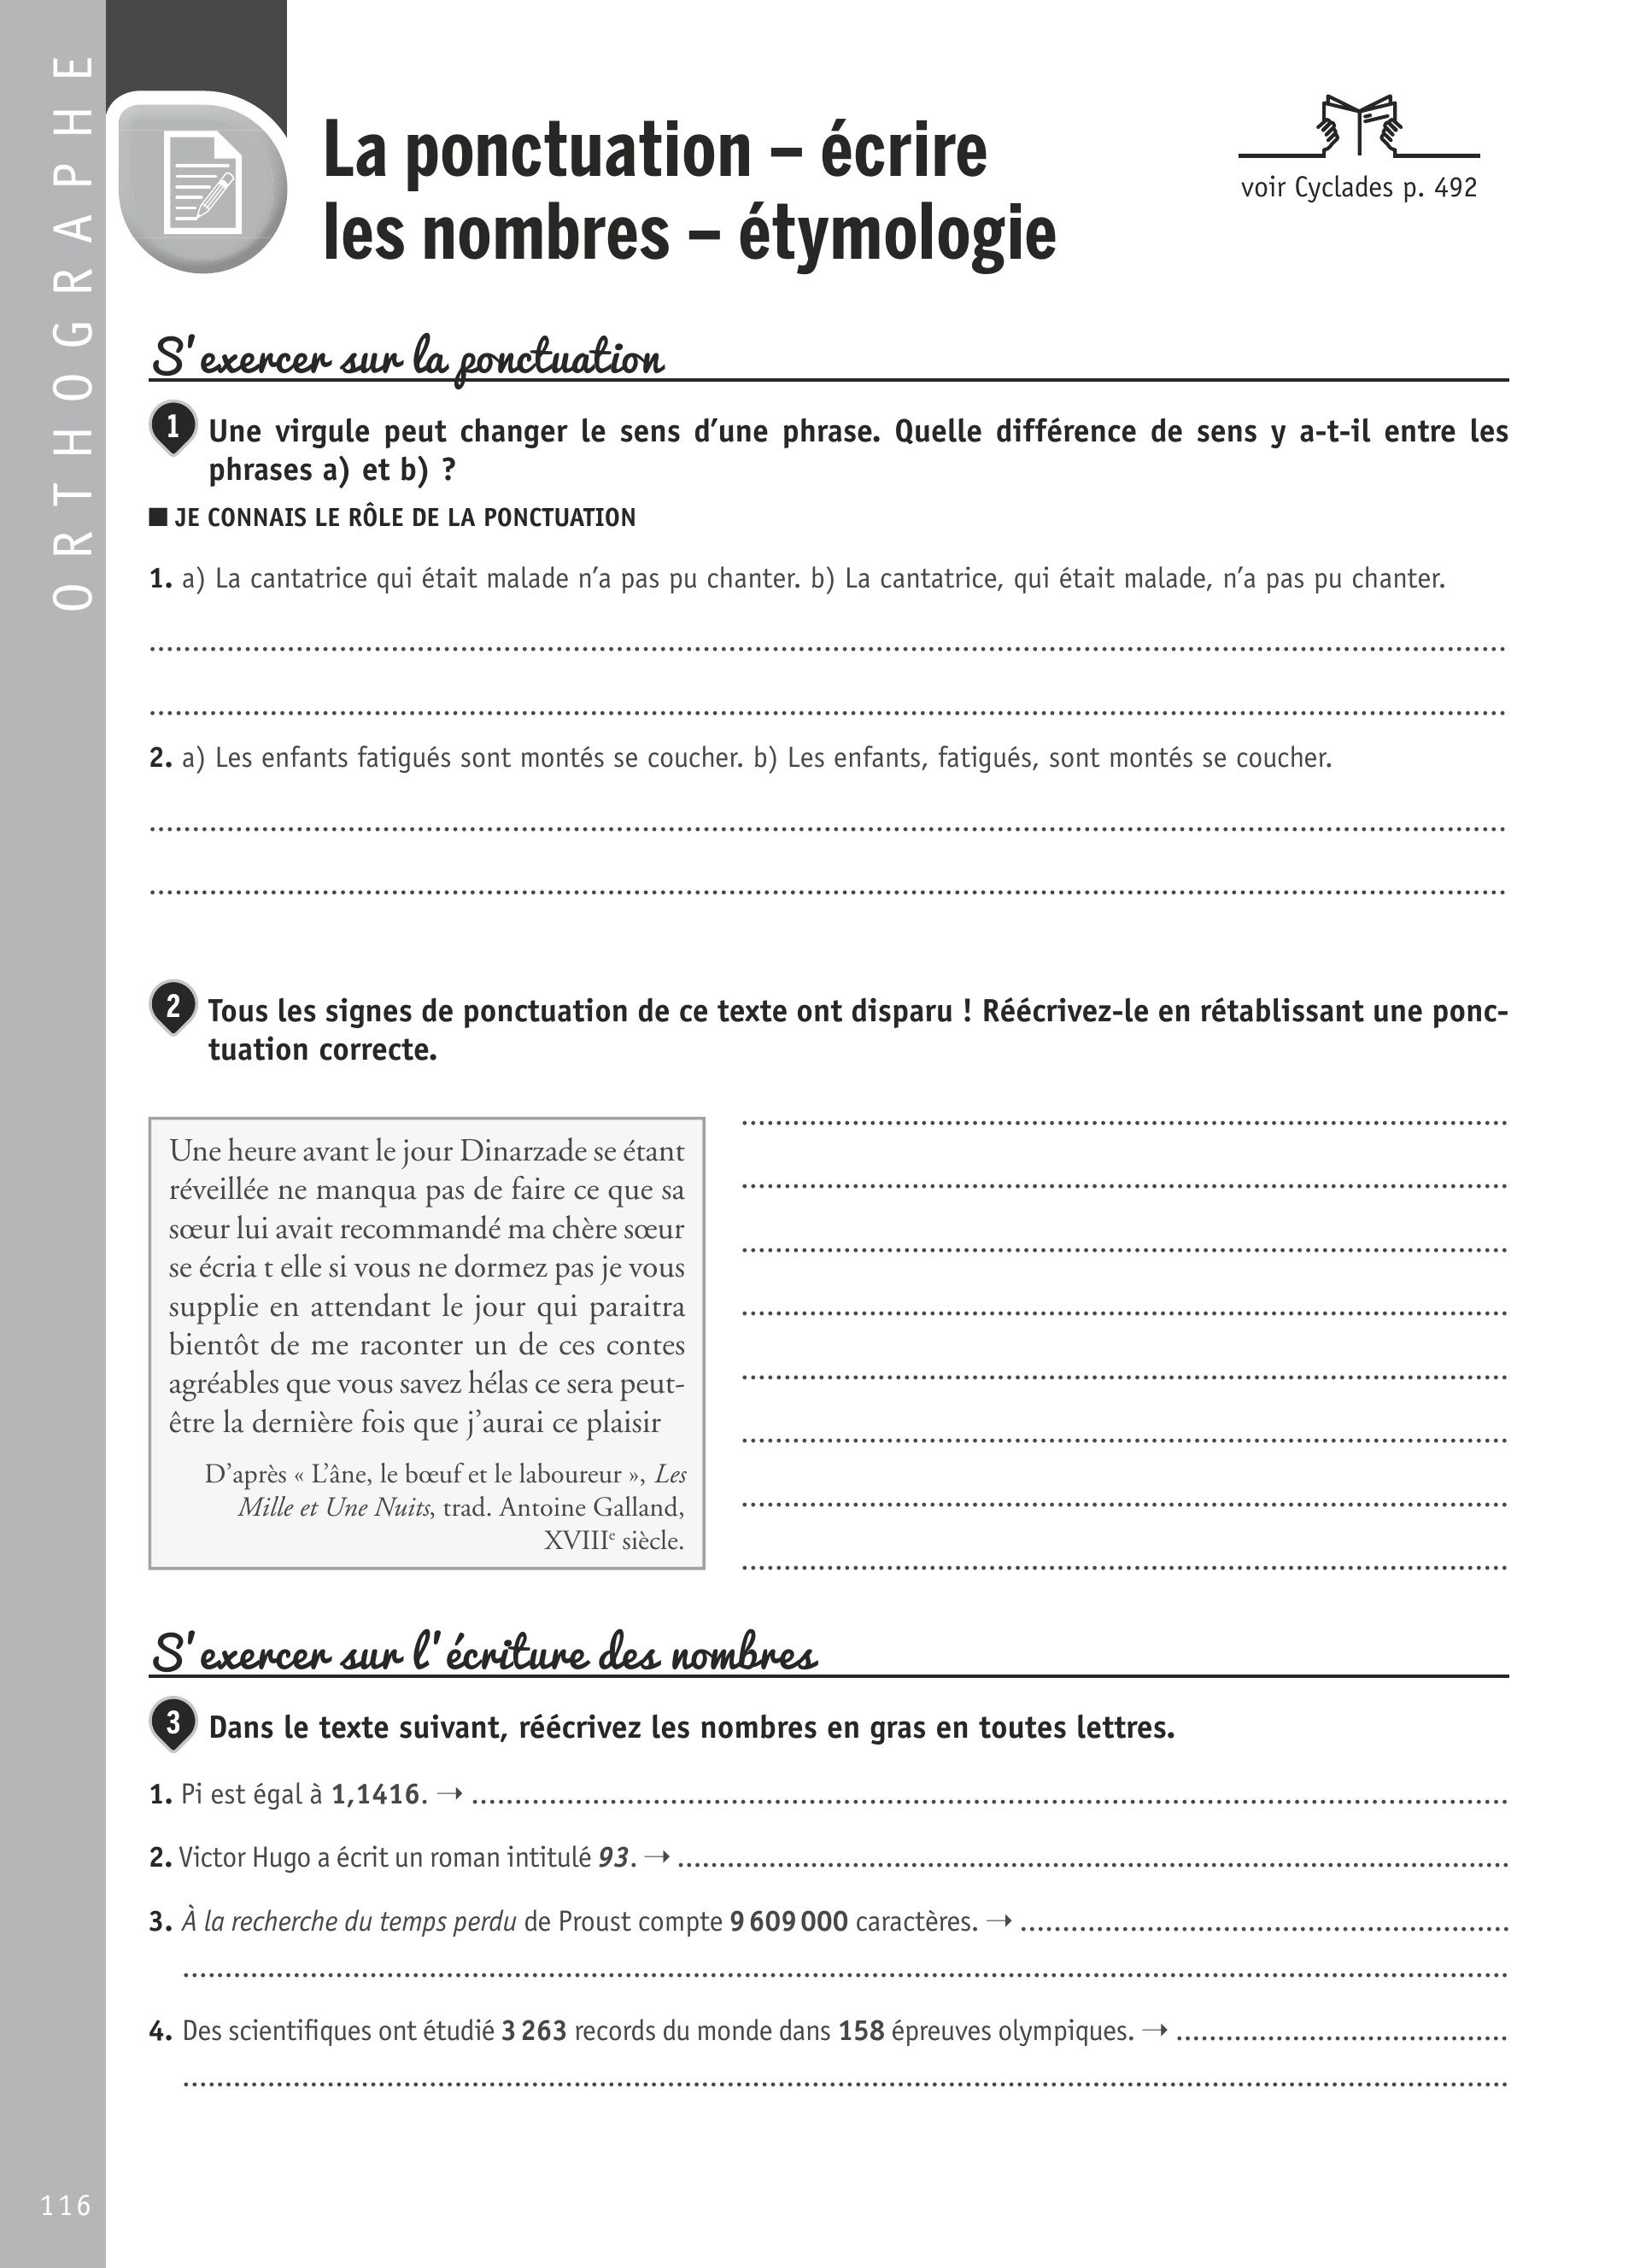 ORTHOGRAPHE
La ponctuation – écrire
les nombres – étymologie
voir Cyclades p. 492
S'exercer sur la ponctuation
1 Une virgule peut changer le sens d'une phrase. Quelle différence de sens y a-t-il entre les
phrases a) et b) ?
■ JE CONNAIS LE RÔLE DE LA PONCTUATION
1. a) La cantatrice qui était malade n'a pas pu chanter. b) La cantatrice, qui était malade, n'a pas pu chanter.
2. a) Les enfants fatigués sont montés se coucher. b) Les enfants, fatigués, sont montés se coucher.
2 Tous les signes de ponctuation de ce texte ont disparu ! Réécrivez-le en rétablissant une ponc-
tuation correcte.
Une heure avant le jour Dinarzade se étant
réveillée ne manqua pas de faire ce que sa
sœur lui avait recommandé ma chère sœur
se écria t elle si vous ne dormez pas je vous
supplie en attendant le jour qui paraitra
bientôt de me raconter un de ces contes
agréables que vous savez hélas ce sera peut-
être la dernière fois que j'aurai ce plaisir
D'après « L'âne, le bœuf et le laboureur », Les
Mille et Une Nuits, trad. Antoine Galland,
XVIIIe siècle.
S'exercer sur l'écriture des nombres
3 Dans le texte suivant, réécrivez les nombres en gras en toutes lettres.
1. Pi est égal à 1,1416. →
2. Victor Hugo a écrit un roman intitulé 93. →
3. À la recherche du temps perdu de Proust compte 9 609 000 caractères. →
4. Des scientifiques ont étudié 3 263 records du monde dans 158 épreuves olympiques. →
116